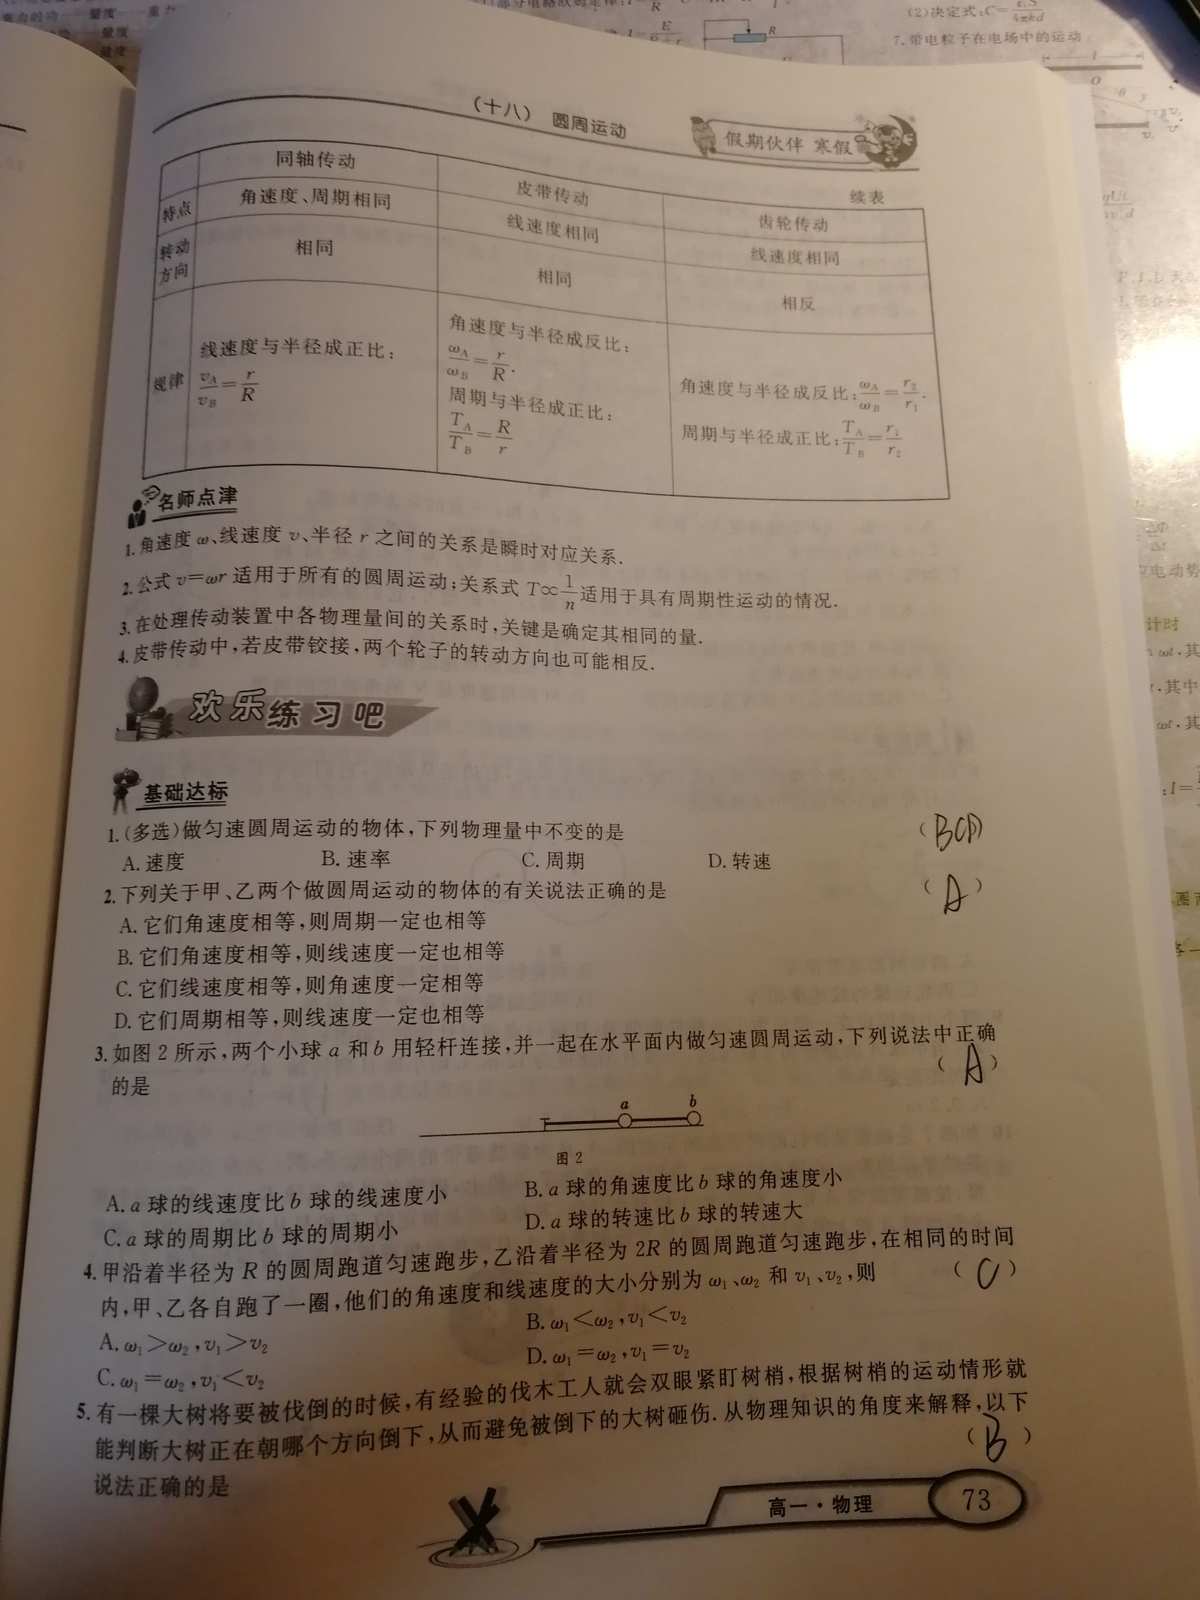 (2)决定式:C=
7.带电粒子在电场中的运动
(十八) 圆周运动
假期伙伴 寒假
续表
同轴传动 皮带传动 齿轮传动
特点 角速度、周期相同 线速度相同 线速度相同
转动方向 相同 相同 相反
规律 线速度与半径成正比: vA/vB=r/R
角速度与半径成反比: ωA/ωB=r/R.
周期与半径成正比: TA/TB=R/r
角速度与半径成反比:ωA/ωB=r2/r1.
周期与半径成正比:TA/TB=r1/r2
名师点津
1.角速度 ω、线速度 v、半径 r 之间的关系是瞬时对应关系.
2.公式 v=ωr 适用于所有的圆周运动;关系式 T∝1/n适用于具有周期性运动的情况.
3.在处理传动装置中各物理量间的关系时,关键是确定其相同的量.
4.皮带传动中,若皮带铰接,两个轮子的转动方向也可能相反.
欢乐练习吧
基础达标
1.(多选)做匀速圆周运动的物体,下列物理量中不变的是 (BCD)
A.速度 B.速率 C.周期 D.转速
2.下列关于甲、乙两个做圆周运动的物体的有关说法正确的是 (A)
A.它们角速度相等,则周期一定也相等
B.它们角速度相等,则线速度一定也相等
C.它们线速度相等,则角速度一定相等
D.它们周期相等,则线速度一定也相等
3.如图 2 所示,两个小球 a 和 b 用轻杆连接,并一起在水平面内做匀速圆周运动,下列说法中正确
的是 (A)
a b
图 2
A.a 球的线速度比 b 球的线速度小 B.a 球的角速度比 b 球的角速度小
C.a 球的周期比 b 球的周期小 D.a 球的转速比 b 球的转速大
4.甲沿着半径为 R 的圆周跑道匀速跑步,乙沿着半径为 2R 的圆周跑道匀速跑步,在相同的时间
内,甲、乙各自跑了一圈,他们的角速度和线速度的大小分别为 ω1、ω2 和 v1、v2,则 (C)
A.ω1>ω2,v1>v2 B.ω1<ω2,v1<v2
C.ω1=ω2,v1<v2 D.ω1=ω2,v1=v2
5.有一棵大树将要被伐倒的时候,有经验的伐木工人就会双眼紧盯树梢,根据树梢的运动情形就
能判断大树正在朝哪个方向倒下,从而避免被倒下的大树砸伤.从物理知识的角度来解释,以下
说法正确的是 (B)
高一·物理 73